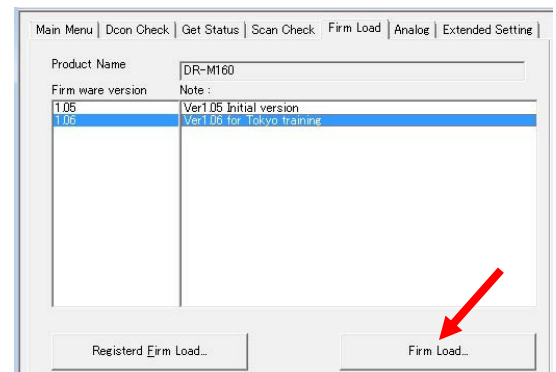 Main Menu | Dcon Check | Get Status | Scan Check | Firm Load | Analog | Extended Setting |
Product Name DR-M160
Firm ware version Note :
1.05 Ver1.05 Initial version
1.06 Ver1.06 for Tokyo training
Registerd Firm Load... Firm Load...